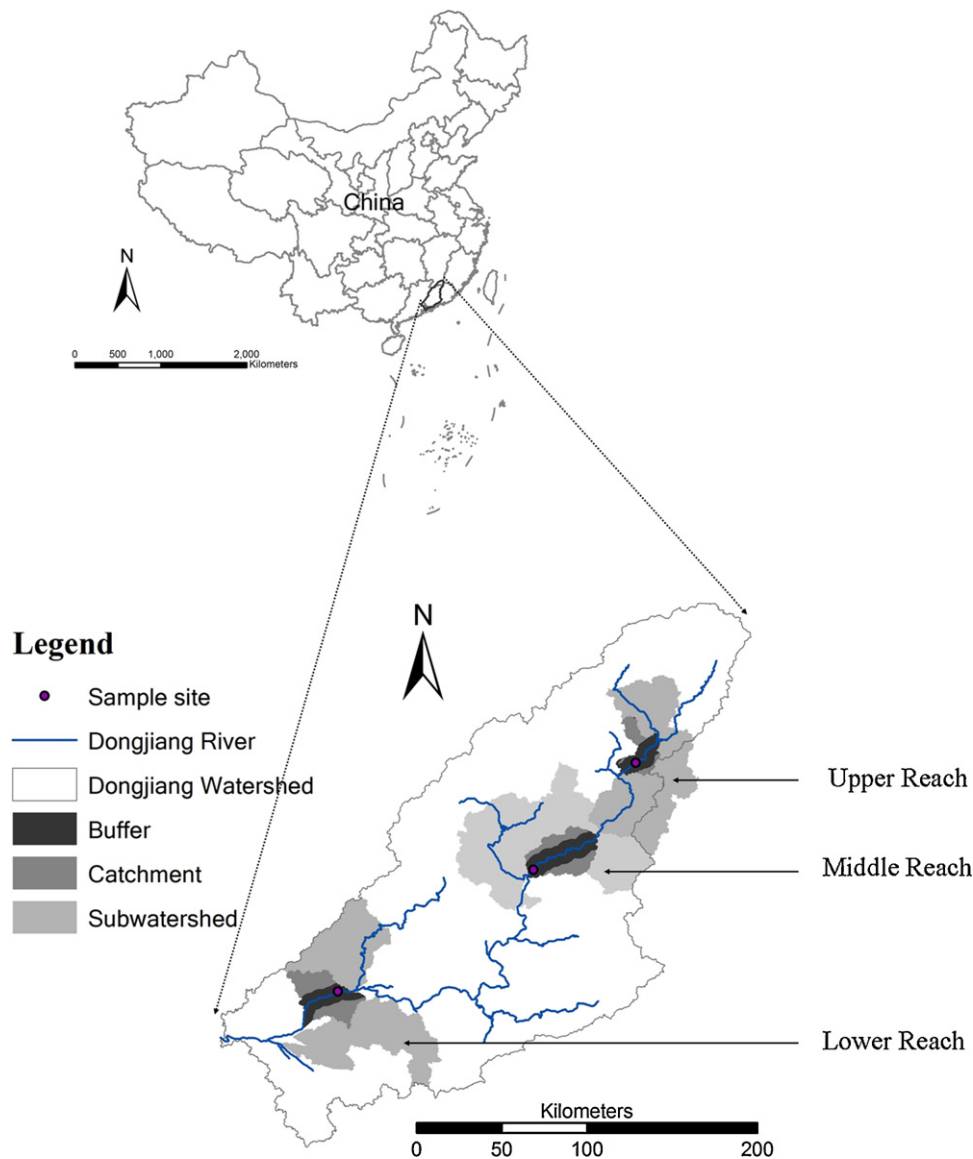 China
N
0 500 1,000 2,000
Kilometers
N
Legend
Sample site
Dongjiang River
Dongjiang Watershed
Buffer
Catchment
Subwatershed
Upper Reach
Middle Reach
Lower Reach
Kilometers
0 50 100 200